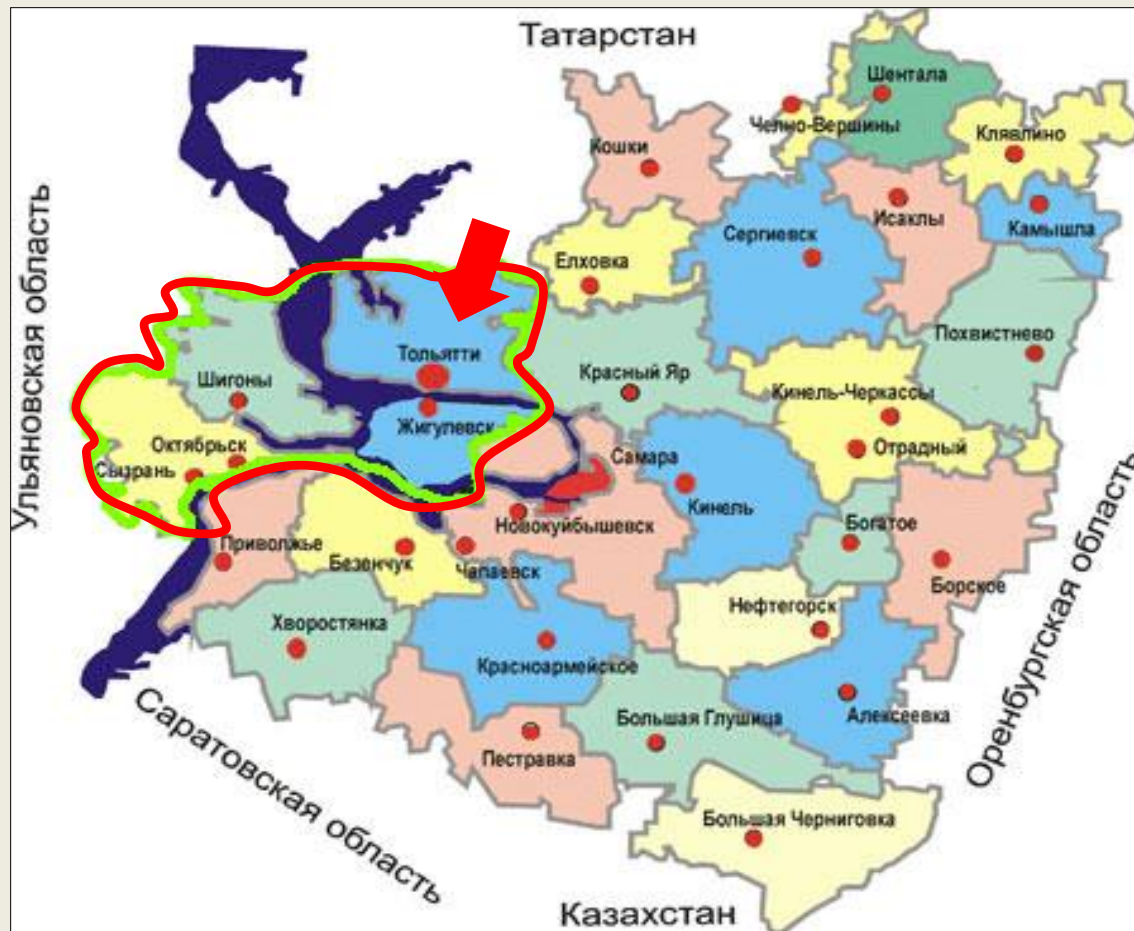 Татарстан
Шентала
Челно-Вершины
Клявлино
Кошки
Исаклы
Камышла
Сергиевск
Елховка
Ульяновская область
Похвистнево
Тольятти
Красный Яр
Шигоны
Кинель-Черкассы
Жигулевск
Октябрьск
Отрадный
Самара
Сызрань
Кинель
Новокуйбышевск
Богатое
Приволжье
Безенчук
Чапаевск
Борское
Нефтегорск
Хворостянка
Красноармейское
Оренбургская область
Большая Глушица
Алексеевка
Саратовская область
Пестравка
Большая Черниговка
Казахстан